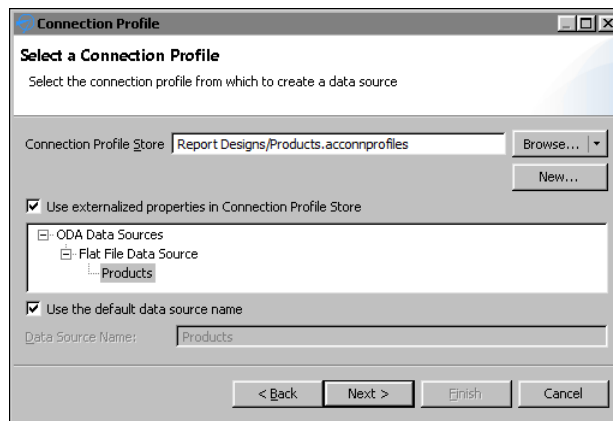 Connection Profile
Select a Connection Profile
Select the connection profile from which to create a data source
Connection Profile Store Report Designs/Products.acconnprofiles Browse...
New...
Use externalized properties in Connection Profile Store
ODA Data Sources
Flat File Data Source
Products
Use the default data source name
Data Source Name: Products
< Back Next > Finish Cancel